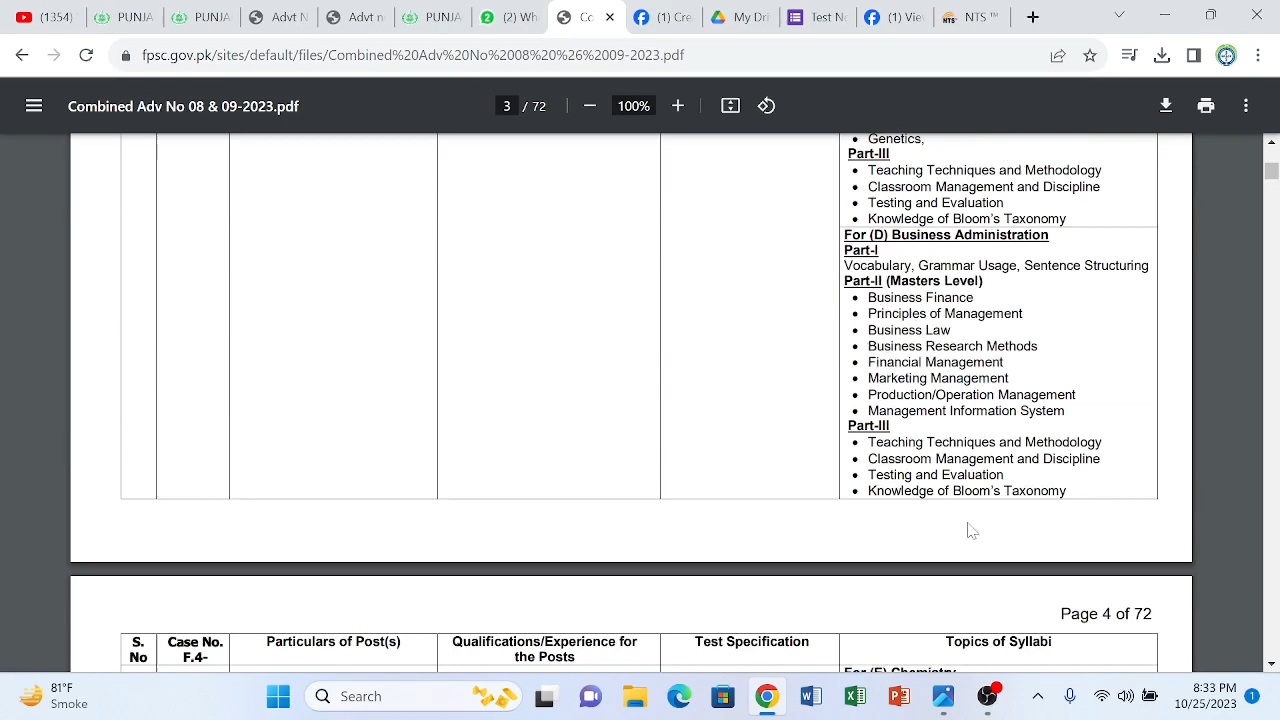 (1354)
PUNJA
PUNJA
Advt N
Advt n
PUNJA
(2) Wh
Co
(1) Cre
My Dri
Test No
(1) Vie
NTS ™
fpsc.gov.pk/sites/default/files/Combined%20Adv%20No%2008%20%26%2009-2023.pdf
Combined Adv No 08 & 09-2023.pdf
3 / 72
100%
• Genetics,
Part-III
• Teaching Techniques and Methodology
• Classroom Management and Discipline
• Testing and Evaluation
• Knowledge of Bloom's Taxonomy
For (D) Business Administration
Part-I
Vocabulary, Grammar Usage, Sentence Structuring
Part-II (Masters Level)
• Business Finance
• Principles of Management
• Business Law
• Business Research Methods
• Financial Management
• Marketing Management
• Production/Operation Management
• Management Information System
Part-III
• Teaching Techniques and Methodology
• Classroom Management and Discipline
• Testing and Evaluation
• Knowledge of Bloom's Taxonomy
Page 4 of 72
S. No
Case No. F.4-
Particulars of Post(s)
Qualifications/Experience for
the Posts
Test Specification
Topics of Syllabi
For (E) Chemistry
81°F
Smoke
Search
8:33 PM
10/25/2023
1